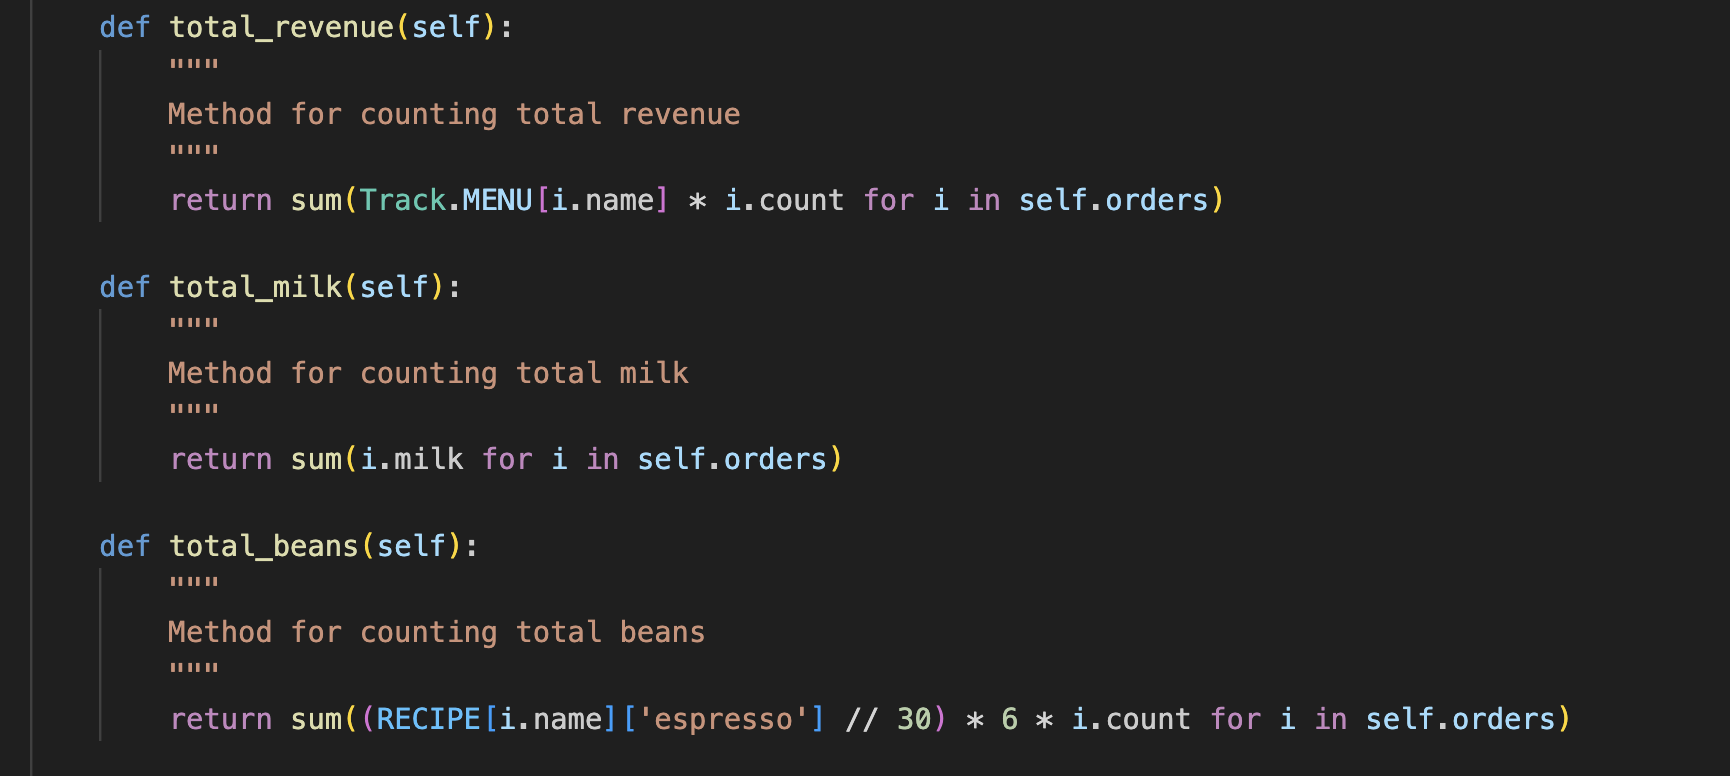 def total_revenue(self):
"""
Method for counting total revenue
"""
return sum(Track.MENU[i.name] * i.count for i in self.orders)
def total_milk(self):
"""
Method for counting total milk
"""
return sum(i.milk for i in self.orders)
def total_beans(self):
"""
Method for counting total beans
"""
return sum((RECIPE[i.name]['espresso'] // 30) * 6 * i.count for i in self.orders)